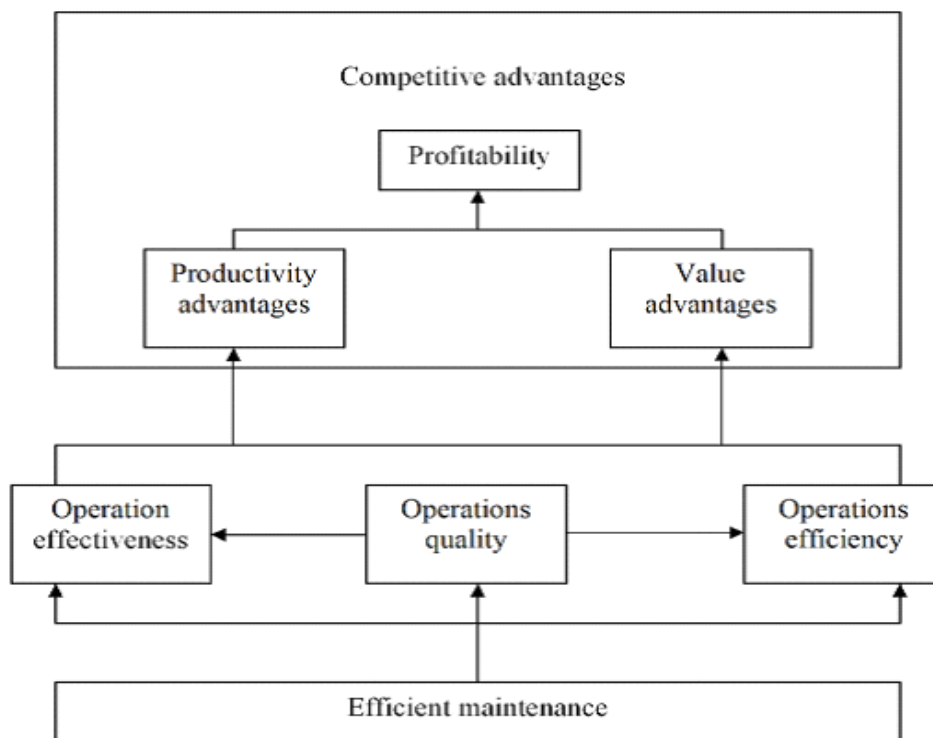 Competitive advantages
Profitability
Productivity
advantages
Value
advantages
Operation
effectiveness
Operations
quality
Operations
efficiency
Efficient maintenance